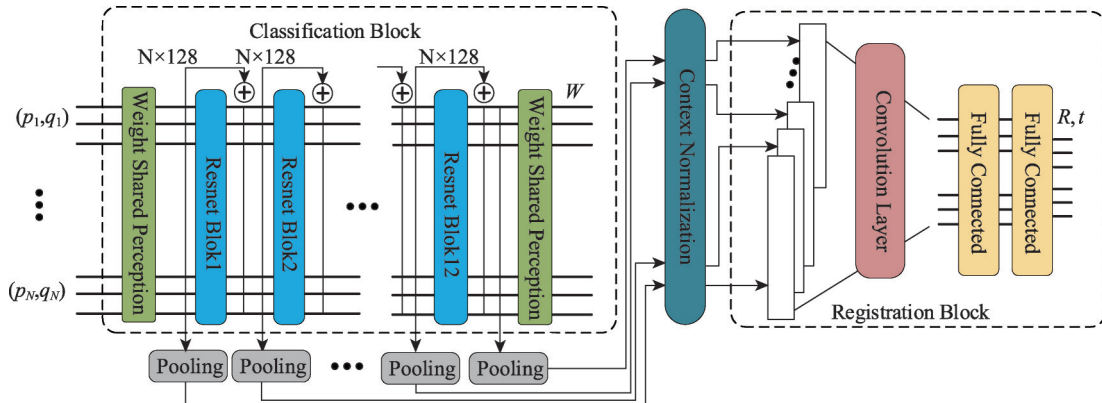 Classification Block
N×128
N×128
N×128
(p1,q1)
(pN,qN)
Weight Shared Perception
Resnet Blok1
Resnet Blok2
Resnet Blok12
Weight Shared Perception
W
Pooling
Pooling
Pooling
Pooling
Context Normalization
Convolution Layer
Fully Connected
Fully Connected
R, t
Registration Block